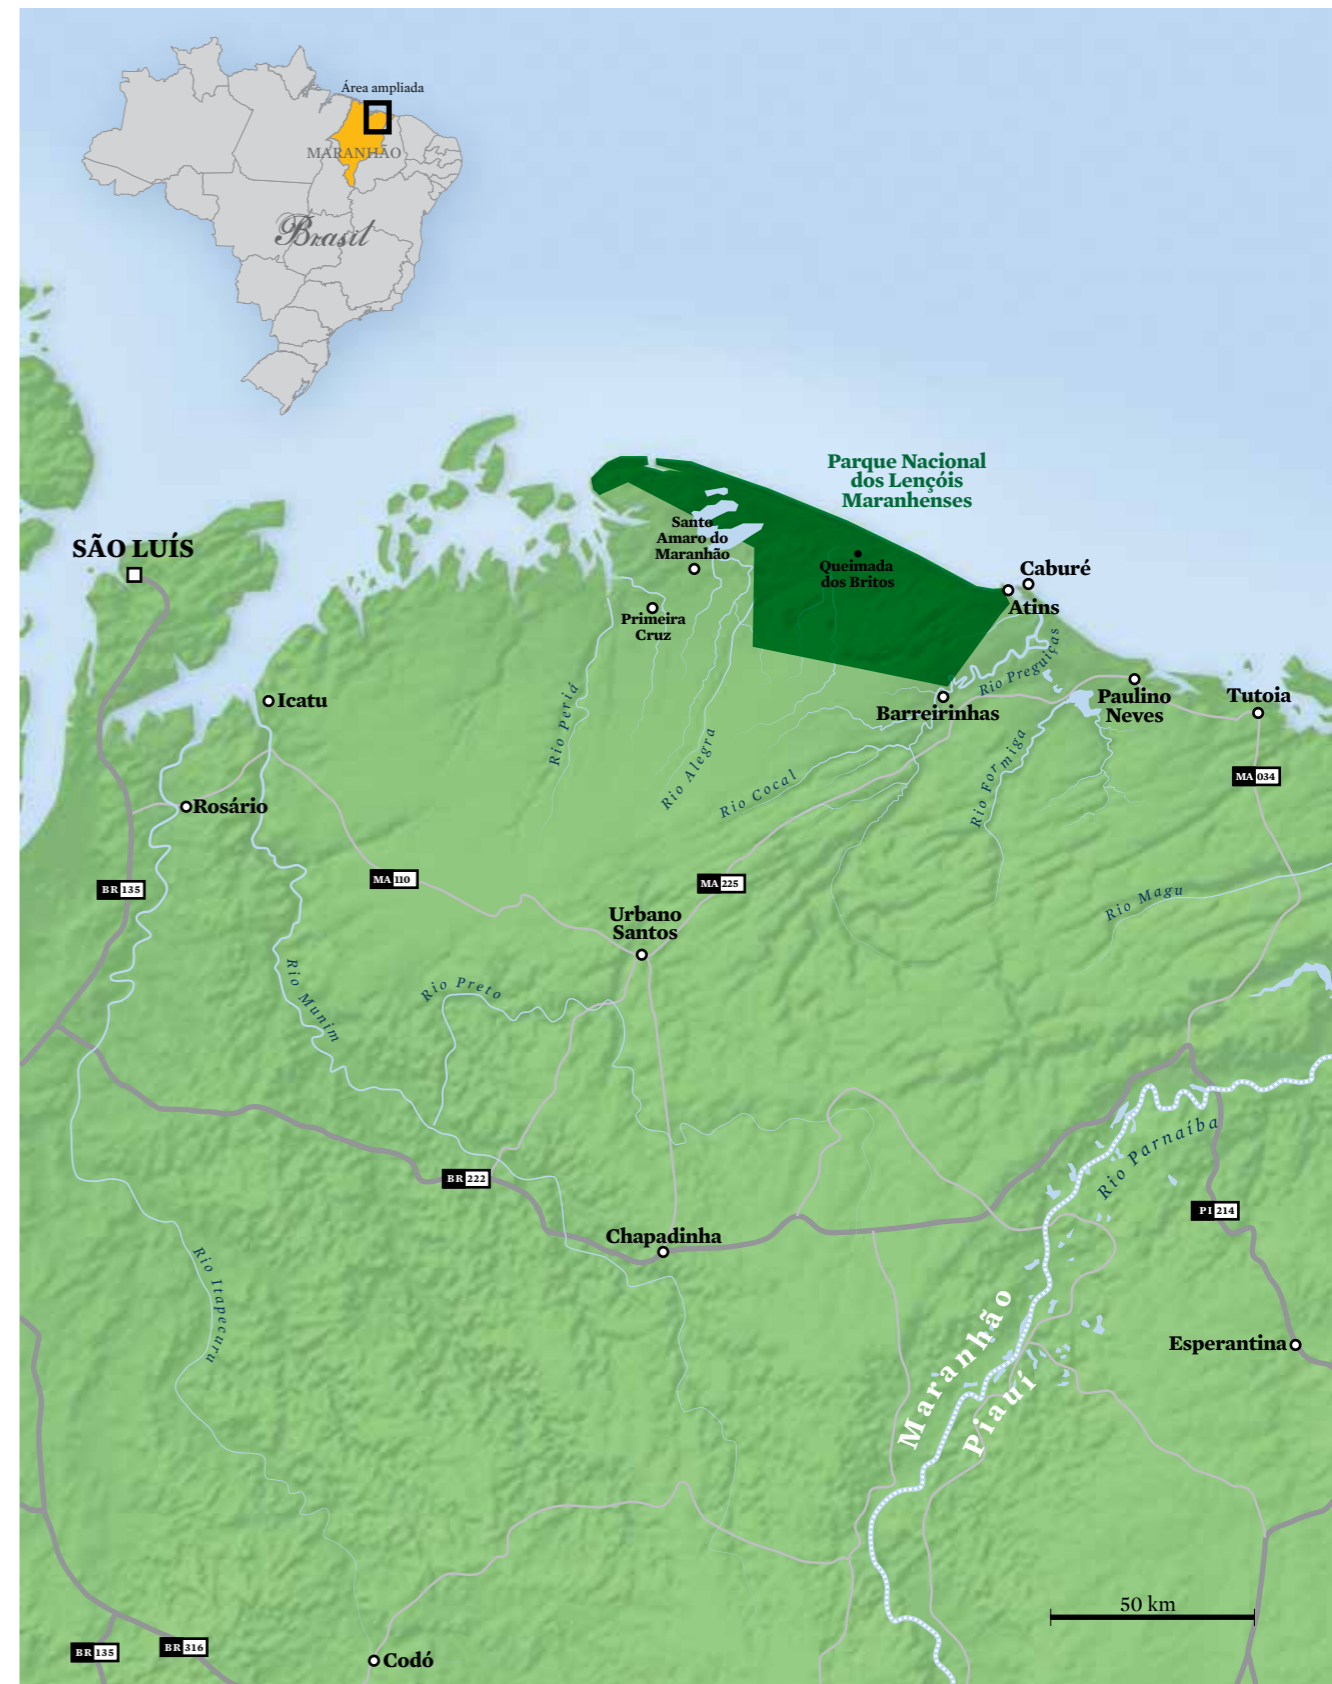 Área ampliada
MARANHÃO
Brasil
Parque Nacional
dos Lençóis
Maranhenses
SÃO LUÍS
Santo
Amaro do
Maranhão
Queimada
dos Britos
Caburé
Atins
Primeira
Cruz
Rio Preguiças
Icatu
Rio Periá
Barreirinhas
Paulino
Neves
Tutoia
Rio Alegra
Rio Cocal
Rio Formiga
MA 034
Rosário
BR 135
MA 110
MA 225
Rio Magu
Urbano
Santos
Rio Munim
Rio Preto
Rio Parnaíba
BR 222
PI 214
Chapadinha
Rio Itapecuru
Maranhão
Piauí
Esperantina
50 km
BR 135
BR 316
Codó